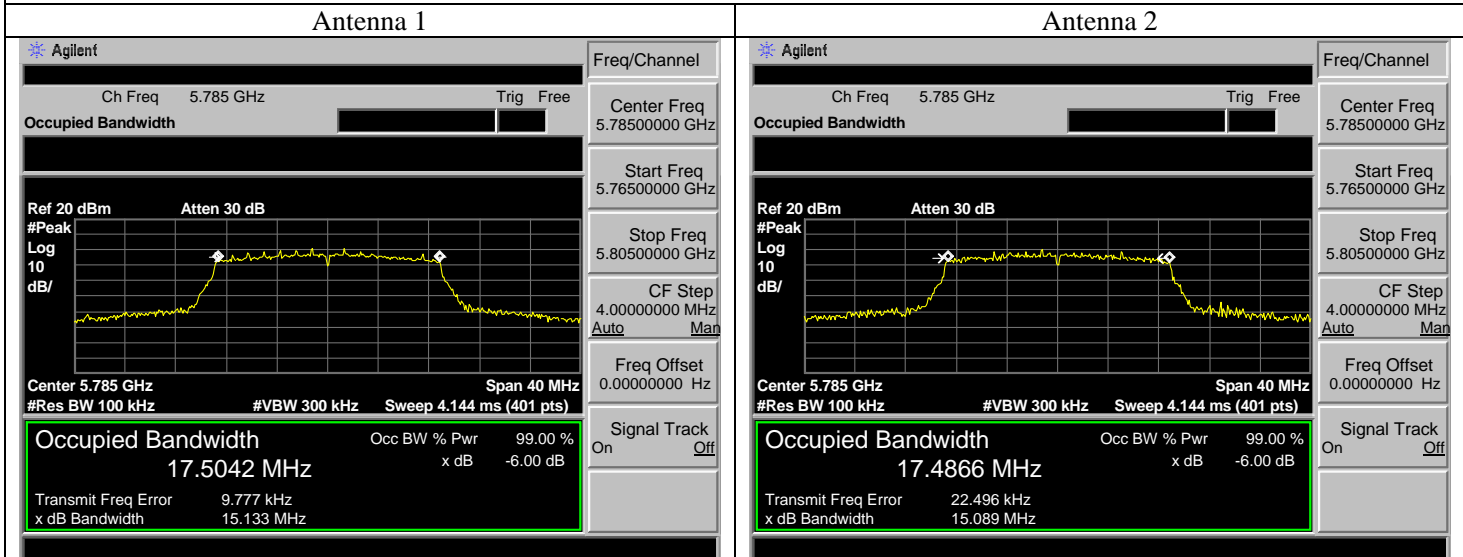 Antenna 1
Agilent
Freq/Channel
Ch Freq 5.785 GHz Trig Free
Occupied Bandwidth
Center Freq
5.78500000 GHz
Start Freq
5.76500000 GHz
Ref 20 dBm Atten 30 dB
#Peak
Log
10
dB/
Stop Freq
5.80500000 GHz
CF Step
4.00000000 MHz
Auto Man
Freq Offset
0.00000000 Hz
Center 5.785 GHz Span 40 MHz
#Res BW 100 kHz #VBW 300 kHz Sweep 4.144 ms (401 pts)
Signal Track
On Off
Occupied Bandwidth Occ BW % Pwr 99.00 %
17.5042 MHz x dB -6.00 dB
Transmit Freq Error 9.777 kHz
x dB Bandwidth 15.133 MHz
Antenna 2
Agilent
Freq/Channel
Ch Freq 5.785 GHz Trig Free
Occupied Bandwidth
Center Freq
5.78500000 GHz
Start Freq
5.76500000 GHz
Ref 20 dBm Atten 30 dB
#Peak
Log
10
dB/
Stop Freq
5.80500000 GHz
CF Step
4.00000000 MHz
Auto Man
Freq Offset
0.00000000 Hz
Center 5.785 GHz Span 40 MHz
#Res BW 100 kHz #VBW 300 kHz Sweep 4.144 ms (401 pts)
Signal Track
On Off
Occupied Bandwidth Occ BW % Pwr 99.00 %
17.4866 MHz x dB -6.00 dB
Transmit Freq Error 22.496 kHz
x dB Bandwidth 15.089 MHz